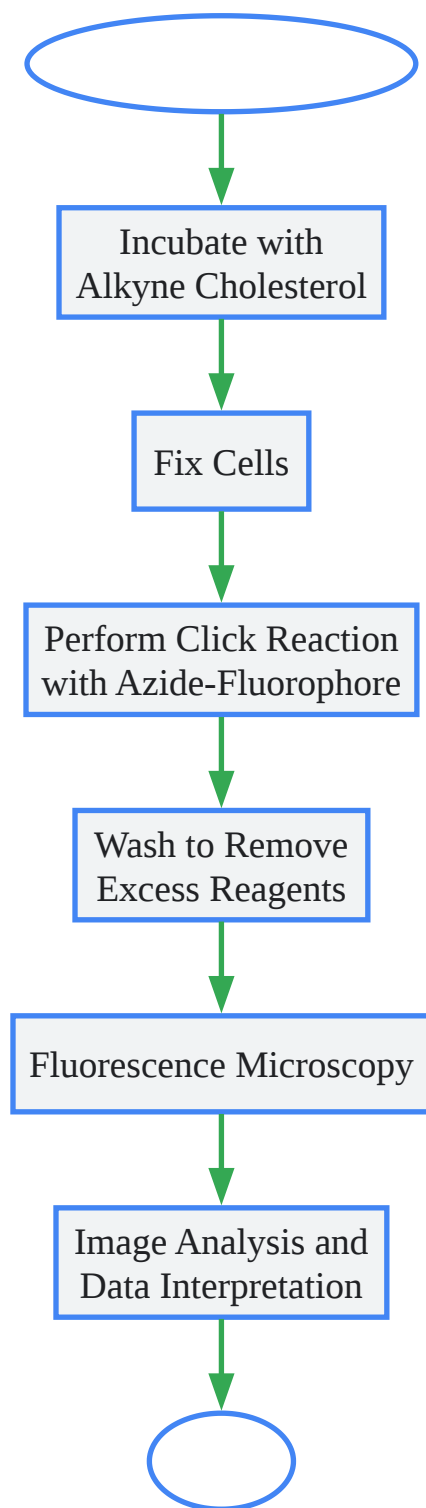 Incubate with
Alkyne Cholesterol
Fix Cells
Perform Click Reaction
with Azide-Fluorophore
Wash to Remove
Excess Reagents
Fluorescence Microscopy
Image Analysis and
Data Interpretation